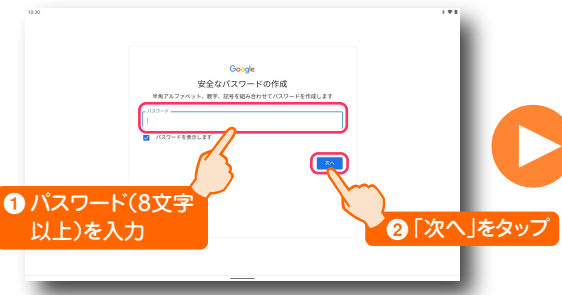 10:30
Google
安全なパスワードの作成
半角アルファベット、数字、記号を組み合わせてパスワードを作成します
パスワード
パスワードを表示します
次へ
1 パスワード(8文字
以上)を入力
2 「次へ」をタップ